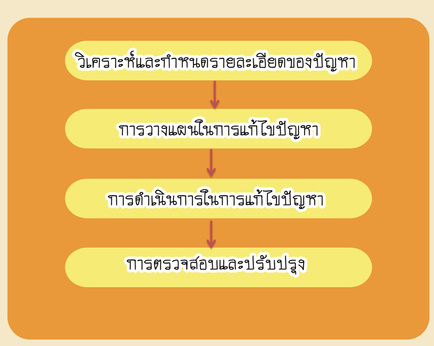 วิเคราะห์และกำหนดรายละเอียดของปัญหา
การวางแผนในการแก้ไขปัญหา
การดำเนินการในการแก้ไขปัญหา
การตรวจสอบและปรับปรุง